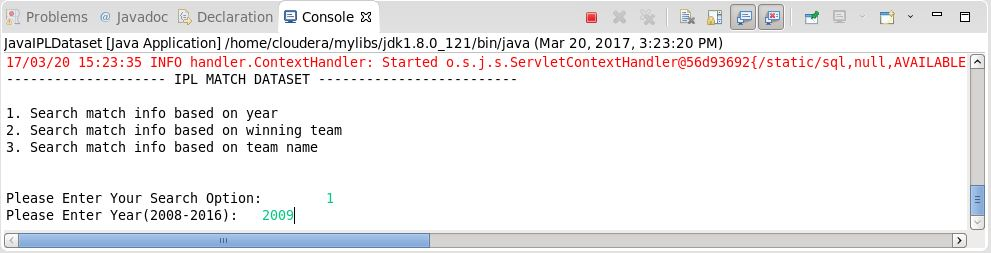 Problems @ Javadoc Declaration Console
JavaIPLDataset [Java Application] /home/cloudera/mylibs/jdk1.8.0_121/bin/java (Mar 20, 2017, 3:23:20 PM)
17/03/20 15:23:35 INFO handler.ContextHandler: Started o.s.j.s.ServletContextHandler@56d93692{/static/sql,null,AVAILABLE
-------------------- IPL MATCH DATASET -------------------------
1. Search match info based on year
2. Search match info based on winning team
3. Search match info based on team name
Please Enter Your Search Option: 1
Please Enter Year(2008-2016): 2009